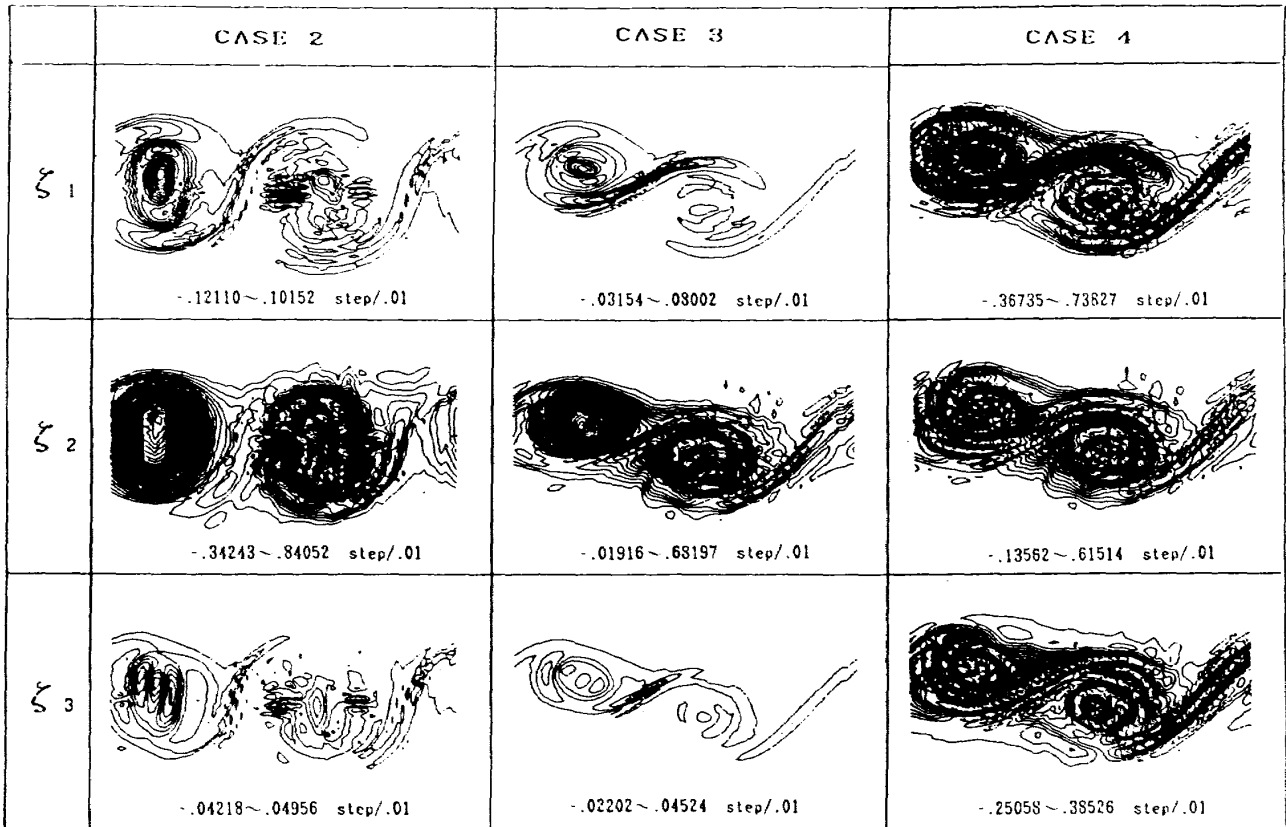 CASE 2
CASE 3
CASE 4
ζ 1
-.12110~.10152 step/.01
-.03154~.08002 step/.01
-.36735~.73827 step/.01
ζ 2
-.34243~.84052 step/.01
-.01916~.68197 step/.01
-.13562~.61514 step/.01
ζ 3
-.04218~.04956 step/.01
-.02202~.04524 step/.01
-.25058~.38526 step/.01